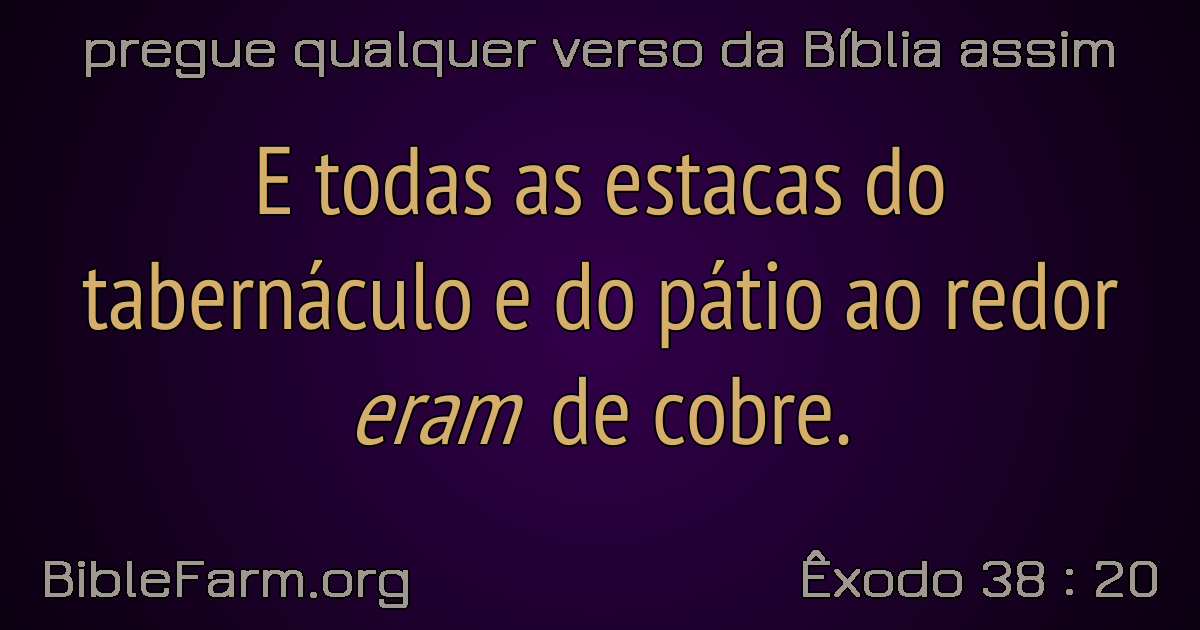 pregue qualquer verso da Bíblia assim
E todas as estacas do
tabernáculo e do pátio ao redor
eram de cobre.
BibleFarm.org
Êxodo 38 : 20